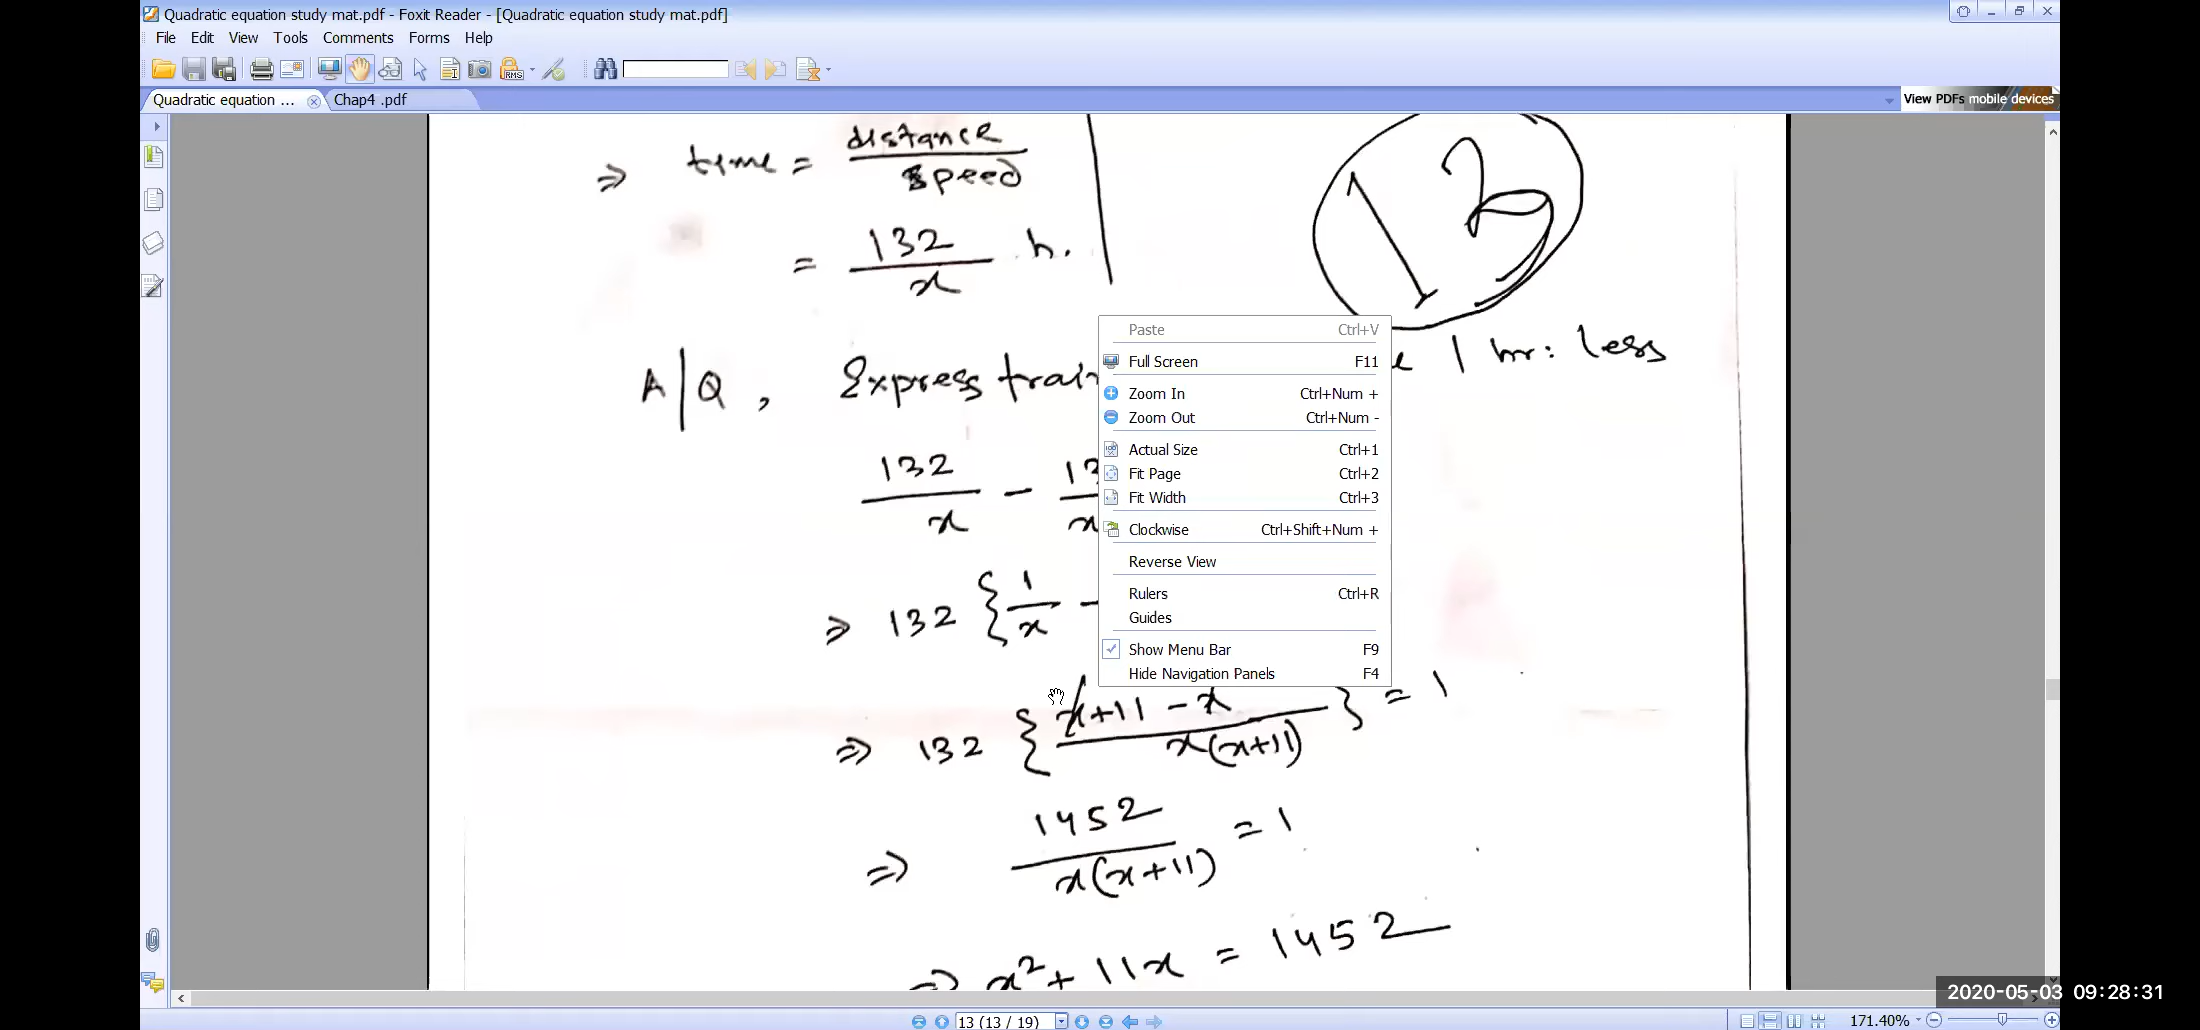 Quadratic equation study mat.pdf - Foxit Reader - [Quadratic equation study mat.pdf]
File Edit View Tools Comments Forms Help
RMS
Quadratic equation ... Chap4 .pdf
View PDFs mobile devices
⇒ time = distance / speed
= 132 / x h.
13
A/Q, Express train 1 hr. less
132 / x - 13 / x
⇒ 132 { 1 / x -
⇒ 132 { x+11 - x / x(x+11) } = 1
⇒ 1452 / x(x+11) = 1
⇒ x² + 11x = 1452
Paste Ctrl+V
Full Screen F11
Zoom In Ctrl+Num +
Zoom Out Ctrl+Num -
Actual Size Ctrl+1
Fit Page Ctrl+2
Fit Width Ctrl+3
Clockwise Ctrl+Shift+Num +
Reverse View
Rulers Ctrl+R
Guides
Show Menu Bar F9
Hide Navigation Panels F4
2020-05-03 09:28:31
13 (13 / 19)
171.40%